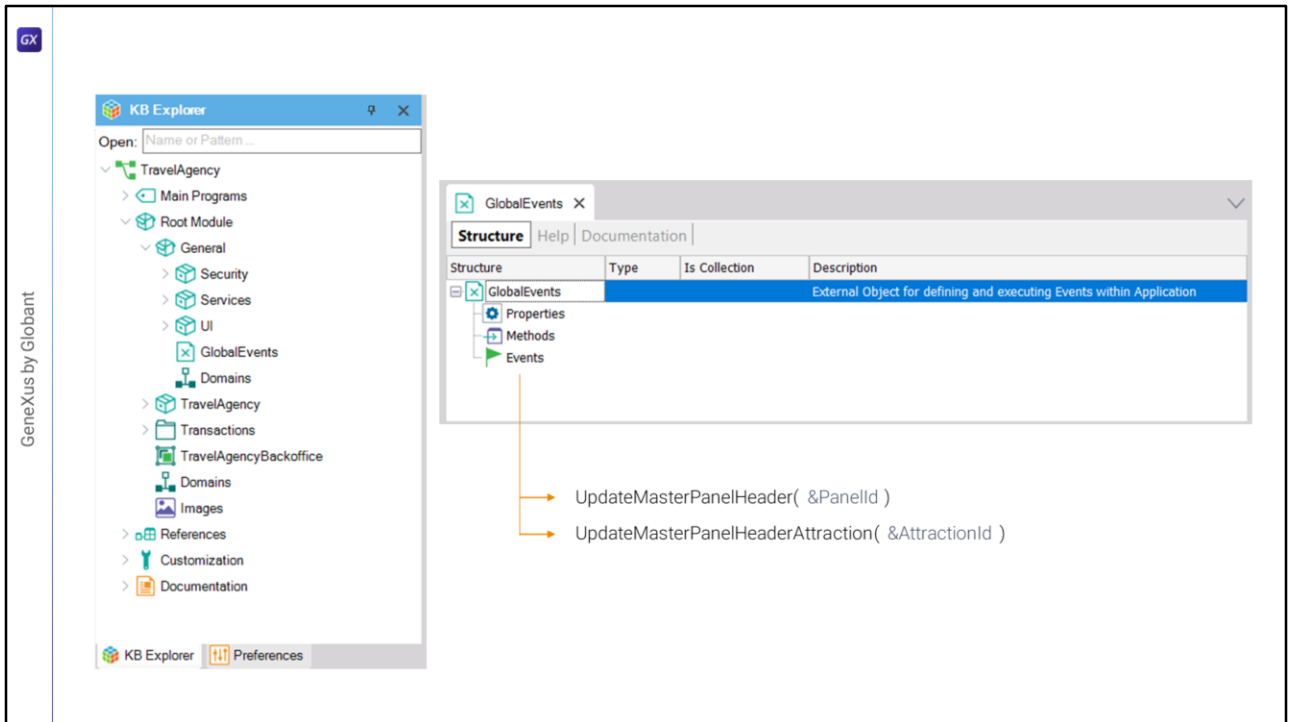 GX
GeneXus by Globant
KB Explorer
Open: Name or Pattern ...
TravelAgency
Main Programs
Root Module
General
Security
Services
UI
GlobalEvents
Domains
TravelAgency
Transactions
TravelAgencyBackoffice
Domains
Images
References
Customization
Documentation
KB Explorer Preferences
GlobalEvents
Structure Help Documentation
Structure Type Is Collection Description
GlobalEvents External Object for defining and executing Events within Application
Properties
Methods
Events
UpdateMasterPanelHeader( &PanelId )
UpdateMasterPanelHeaderAttraction( &AttractionId )